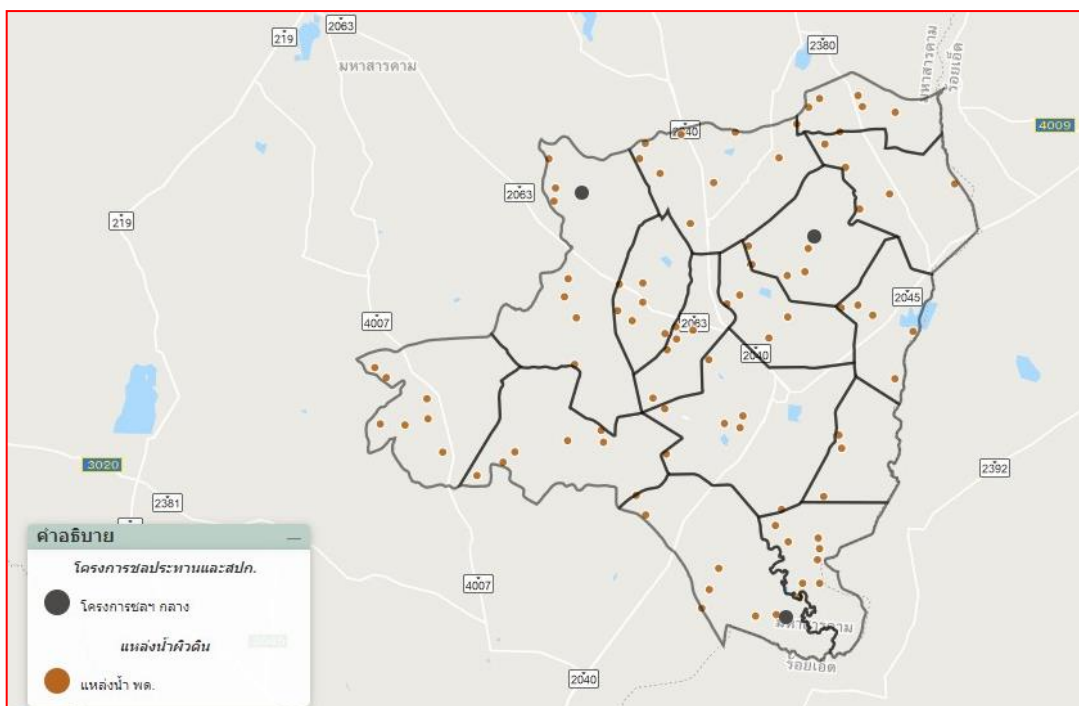 2063
219
มหาสารคาม
2380
มหาสารคาม
ร้อยเอ็ด
4009
2040
2063
219
2045
4007
2063
2040
3020
2392
2381
คำอธิบาย
โครงการชลประทานและสปก.
โครงการชลฯ กลาง
แหล่งน้ำผิวดิน
แหล่งน้ำ พด.
4007
มหาสารคาม
ร้อยเอ็ด
2040